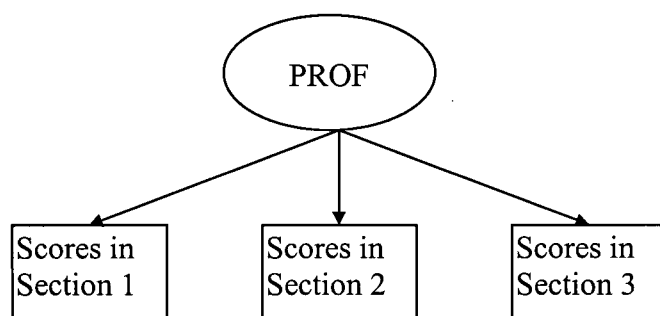 PROF
Scores in
Section 1
Scores in
Section 2
Scores in
Section 3